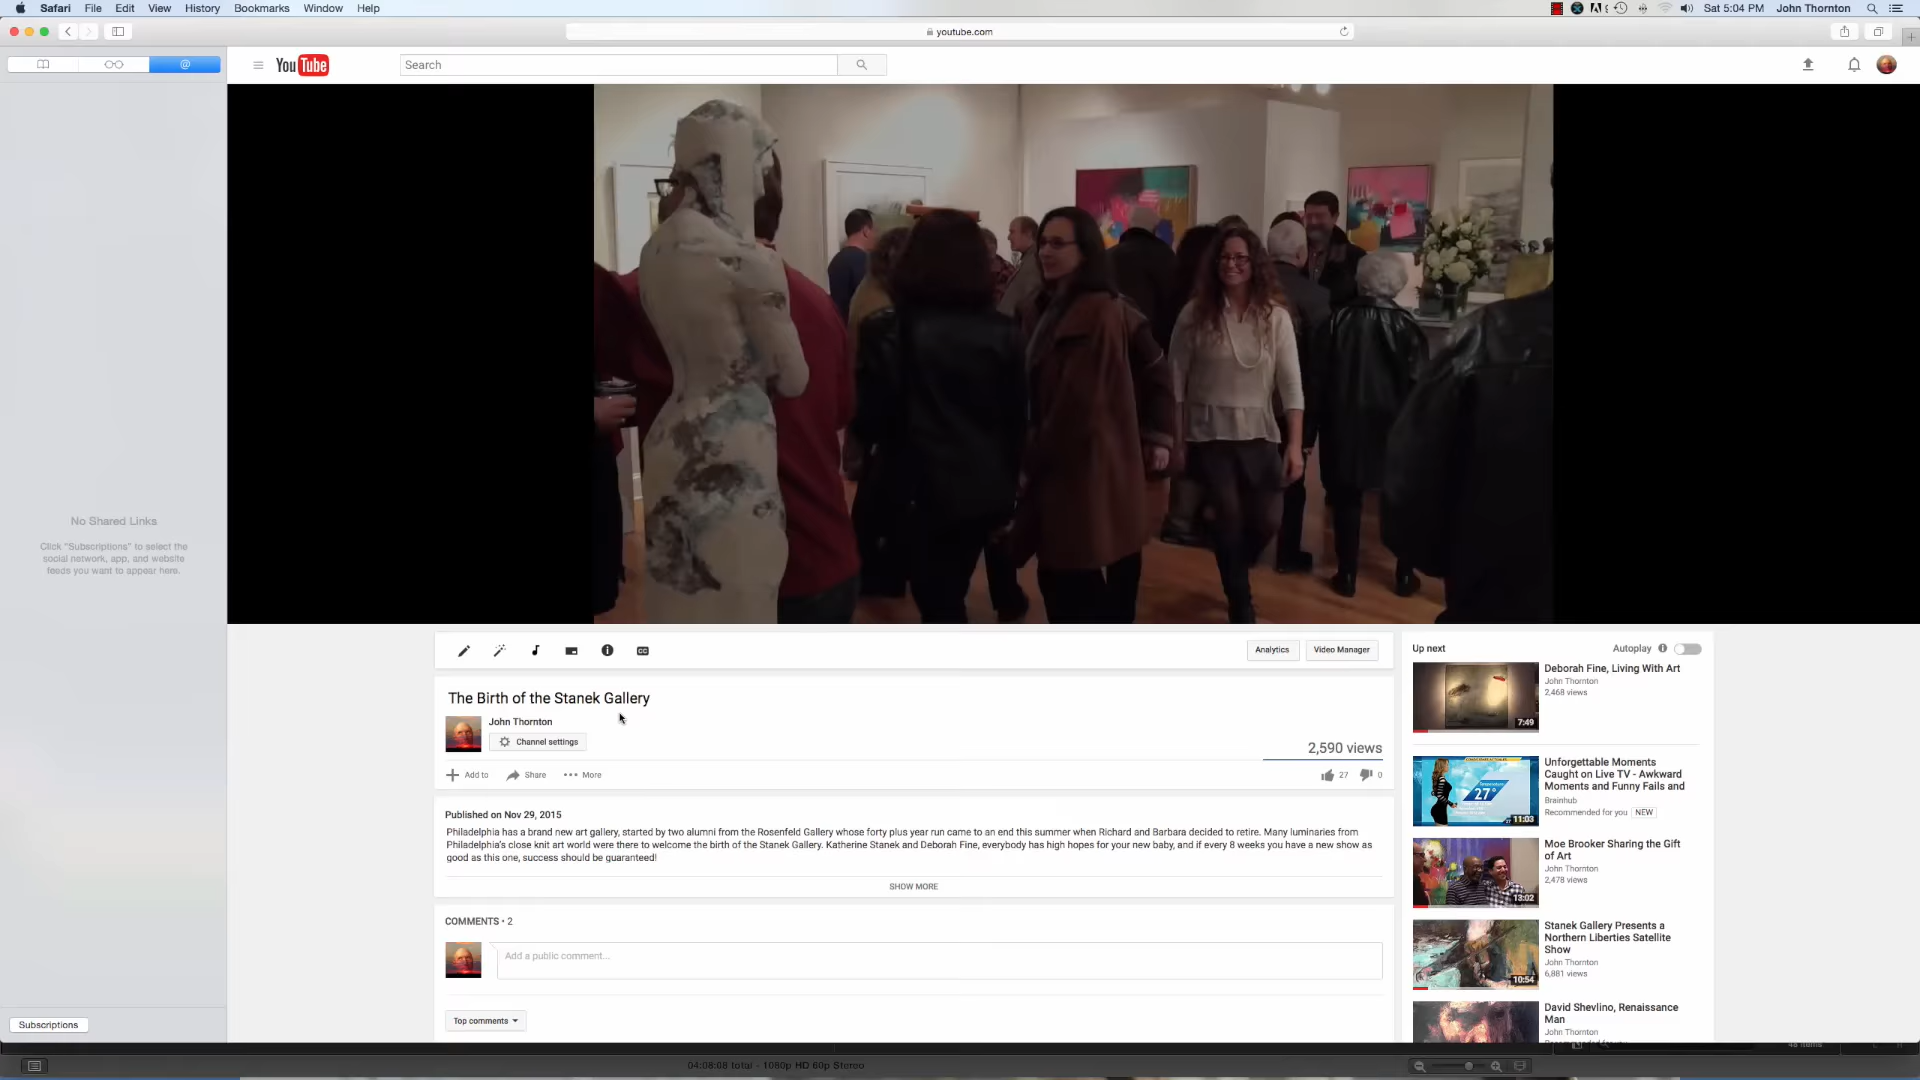 Safari File Edit View History Bookmarks Window Help
Sat 5:04 PM John Thornton
youtube.com
YouTube
Search
No Shared Links
Click "Subscriptions" to select the
social network, app, and website
feeds you want to appear here.
Subscriptions
Analytics
Video Manager
The Birth of the Stanek Gallery
John Thornton
Channel settings
2,590 views
Add to Share More
27 0
Published on Nov 29, 2015
Philadelphia has a brand new art gallery, started by two alumni from the Rosenfeld Gallery whose forty plus year run came to an end this summer when Richard and Barbara decided to retire. Many luminaries from
Philadelphia's close knit art world were there to welcome the birth of the Stanek Gallery. Katherine Stanek and Deborah Fine, everybody has high hopes for your new baby, and if every 8 weeks you have a new show as
good as this one, success should be guaranteed!
SHOW MORE
COMMENTS • 2
Add a public comment...
Top comments
Up next
Autoplay
Deborah Fine, Living With Art
John Thornton
2,468 views
7:49
Unforgettable Moments
Caught on Live TV - Awkward
Moments and Funny Fails and
Brainhub
Recommended for you NEW
27°
11:03
Moe Brooker Sharing the Gift
of Art
John Thornton
2,478 views
13:02
Stanek Gallery Presents a
Northern Liberties Satellite
Show
John Thornton
6,881 views
10:54
David Shevlino, Renaissance
Man
John Thornton
04:08:08 total - 1080p HD 60p Stereo